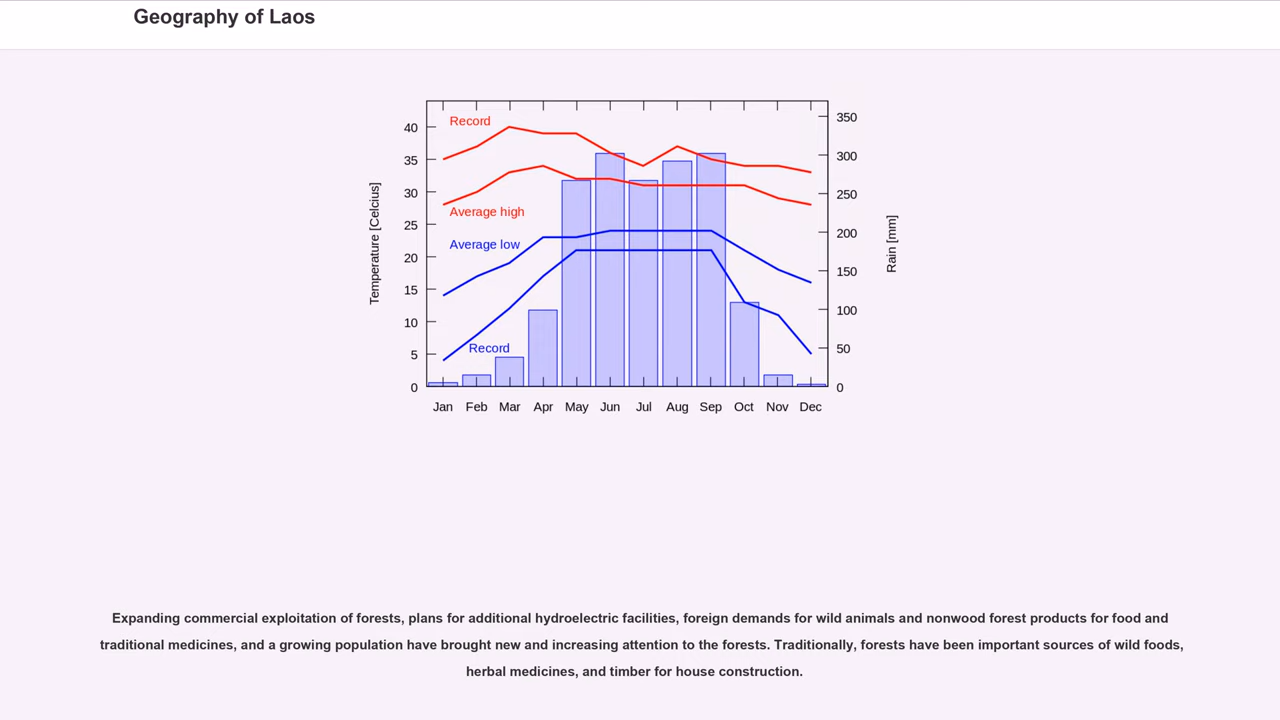 Geography of Laos
Record
Average high
Average low
Record
Temperature [Celcius]
40
35
30
25
20
15
10
5
0
Rain [mm]
350
300
250
200
150
100
50
0
Jan Feb Mar Apr May Jun Jul Aug Sep Oct Nov Dec
Expanding commercial exploitation of forests, plans for additional hydroelectric facilities, foreign demands for wild animals and nonwood forest products for food and
traditional medicines, and a growing population have brought new and increasing attention to the forests. Traditionally, forests have been important sources of wild foods,
herbal medicines, and timber for house construction.